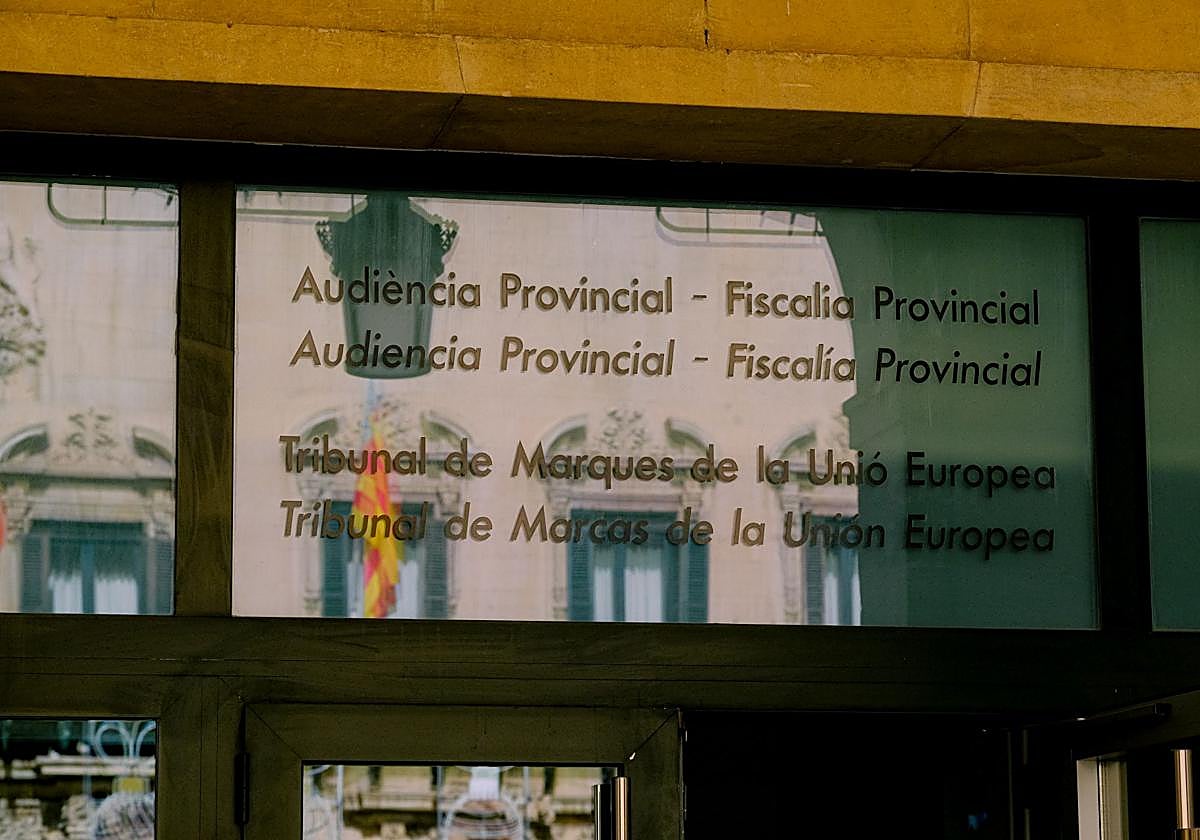 Audiència Provincial - Fiscalia Provincial
Audiencia Provincial - Fiscalía Provincial
Tribunal de Marques de la Unió Europea
Tribunal de Marcas de la Unión Europea